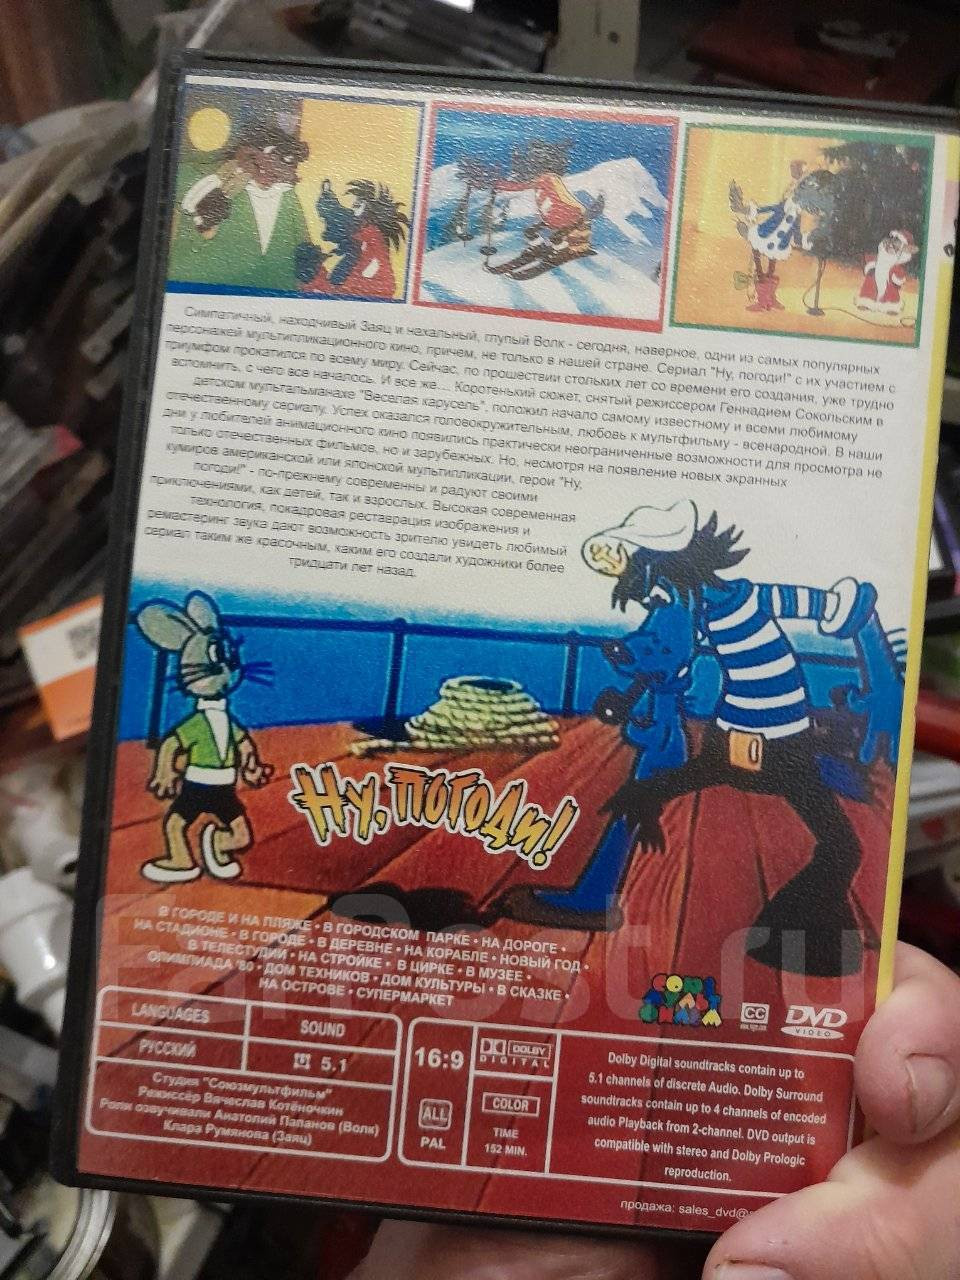 Симпатичный, находчивый Заяц и нахальный, глупый Волк - сегодня, наверное, одни из самых популярных
персонажей мультипликационного кино, причем, не только в нашей стране. Сериал "Ну, погоди!" с их участием с
триумфом прокатился по всему миру. Сейчас, по прошествии стольких лет со времени его создания, уже трудно
вспомнить, с чего все началось. И все же... Коротенький сюжет, снятый режиссером Геннадием Сокольским в
детском мультальманахе "Веселая карусель", положил начало самому известному и всеми любимому
отечественному сериалу. Успех оказался головокружительным, любовь к мультфильму - всенародной. В наши
дни у любителей анимационного кино появились практически неограниченные возможности для просмотра не
только отечественных фильмов, но и зарубежных. Но, несмотря на появление новых экранных
кумиров американской или японской мультипликации, герои "Ну,
погоди!" - по-прежнему современны и радуют своими
приключениями, как детей, так и взрослых. Высокая современная
технология, покадровая реставрация изображения и
ремастеринг звука дают возможность зрителю увидеть любимый
сериал таким же красочным, каким его создали художники более
тридцати лет назад.
Ну, погоди!
В ГОРОДЕ И НА ПЛЯЖЕ • В ГОРОДСКОМ ПАРКЕ • НА ДОРОГЕ •
НА СТАДИОНЕ • В ГОРОДЕ • В ДЕРЕВНЕ • НА КОРАБЛЕ • НОВЫЙ ГОД •
В ТЕЛЕСТУДИИ • НА СТРОЙКЕ • В ЦИРКЕ • В МУЗЕЕ •
ОЛИМПИАДА '80 • ДОМ ТЕХНИКОВ • ДОМ КУЛЬТУРЫ • В СКАЗКЕ •
НА ОСТРОВЕ • СУПЕРМАРКЕТ
FarPost.ru
CC
DVD
VIDEO
LANGUAGES
SOUND
РУССКИЙ
5.1
Студия "Союзмультфильм"
Режиссёр Вячеслав Котёночкин
Роли озвучивали Анатолий Папанов (Волк)
Клара Румянова (Заяц)
16:9
ALL
PAL
DOLBY
DIGITAL
COLOR
TIME
152 MIN.
Dolby Digital soundtracks contain up to
5.1 channels of discrete Audio. Dolby Surround
soundtracks contain up to 4 channels of encoded
audio Playback from 2-channel. DVD output is
compatible with stereo and Dolby Prologic
reproduction.
продажа: sales_dvd@